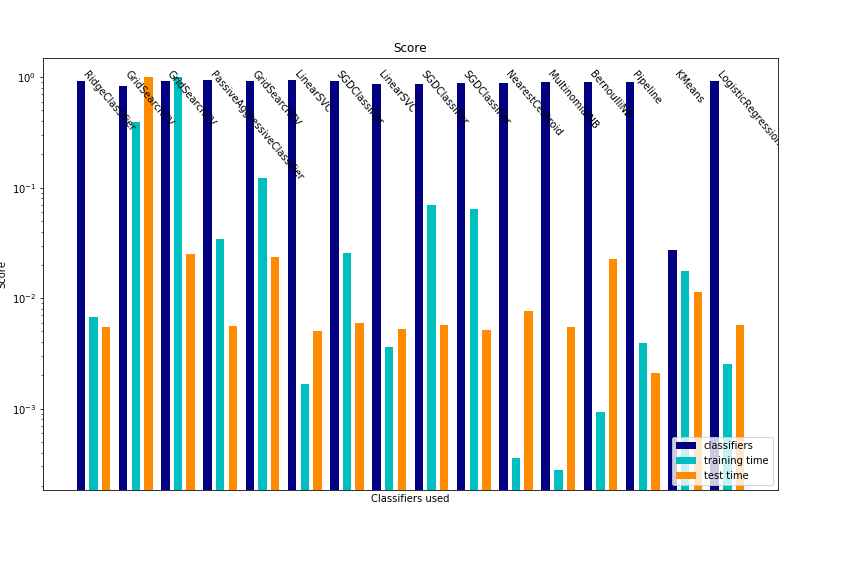 Score
10⁰
10⁻¹
10⁻²
10⁻³
Score
RidgeClassifier
GridSearchCV
GridSearchCV
PassiveAggressiveClassifier
GridSearchCV
LinearSVC
SGDClassifier
LinearSVC
SGDClassifier
SGDClassifier
NearestCentroid
MultinomialNB
BernoulliNB
Pipeline
KMeans
LogisticRegression
classifiers
training time
test time
Classifiers used